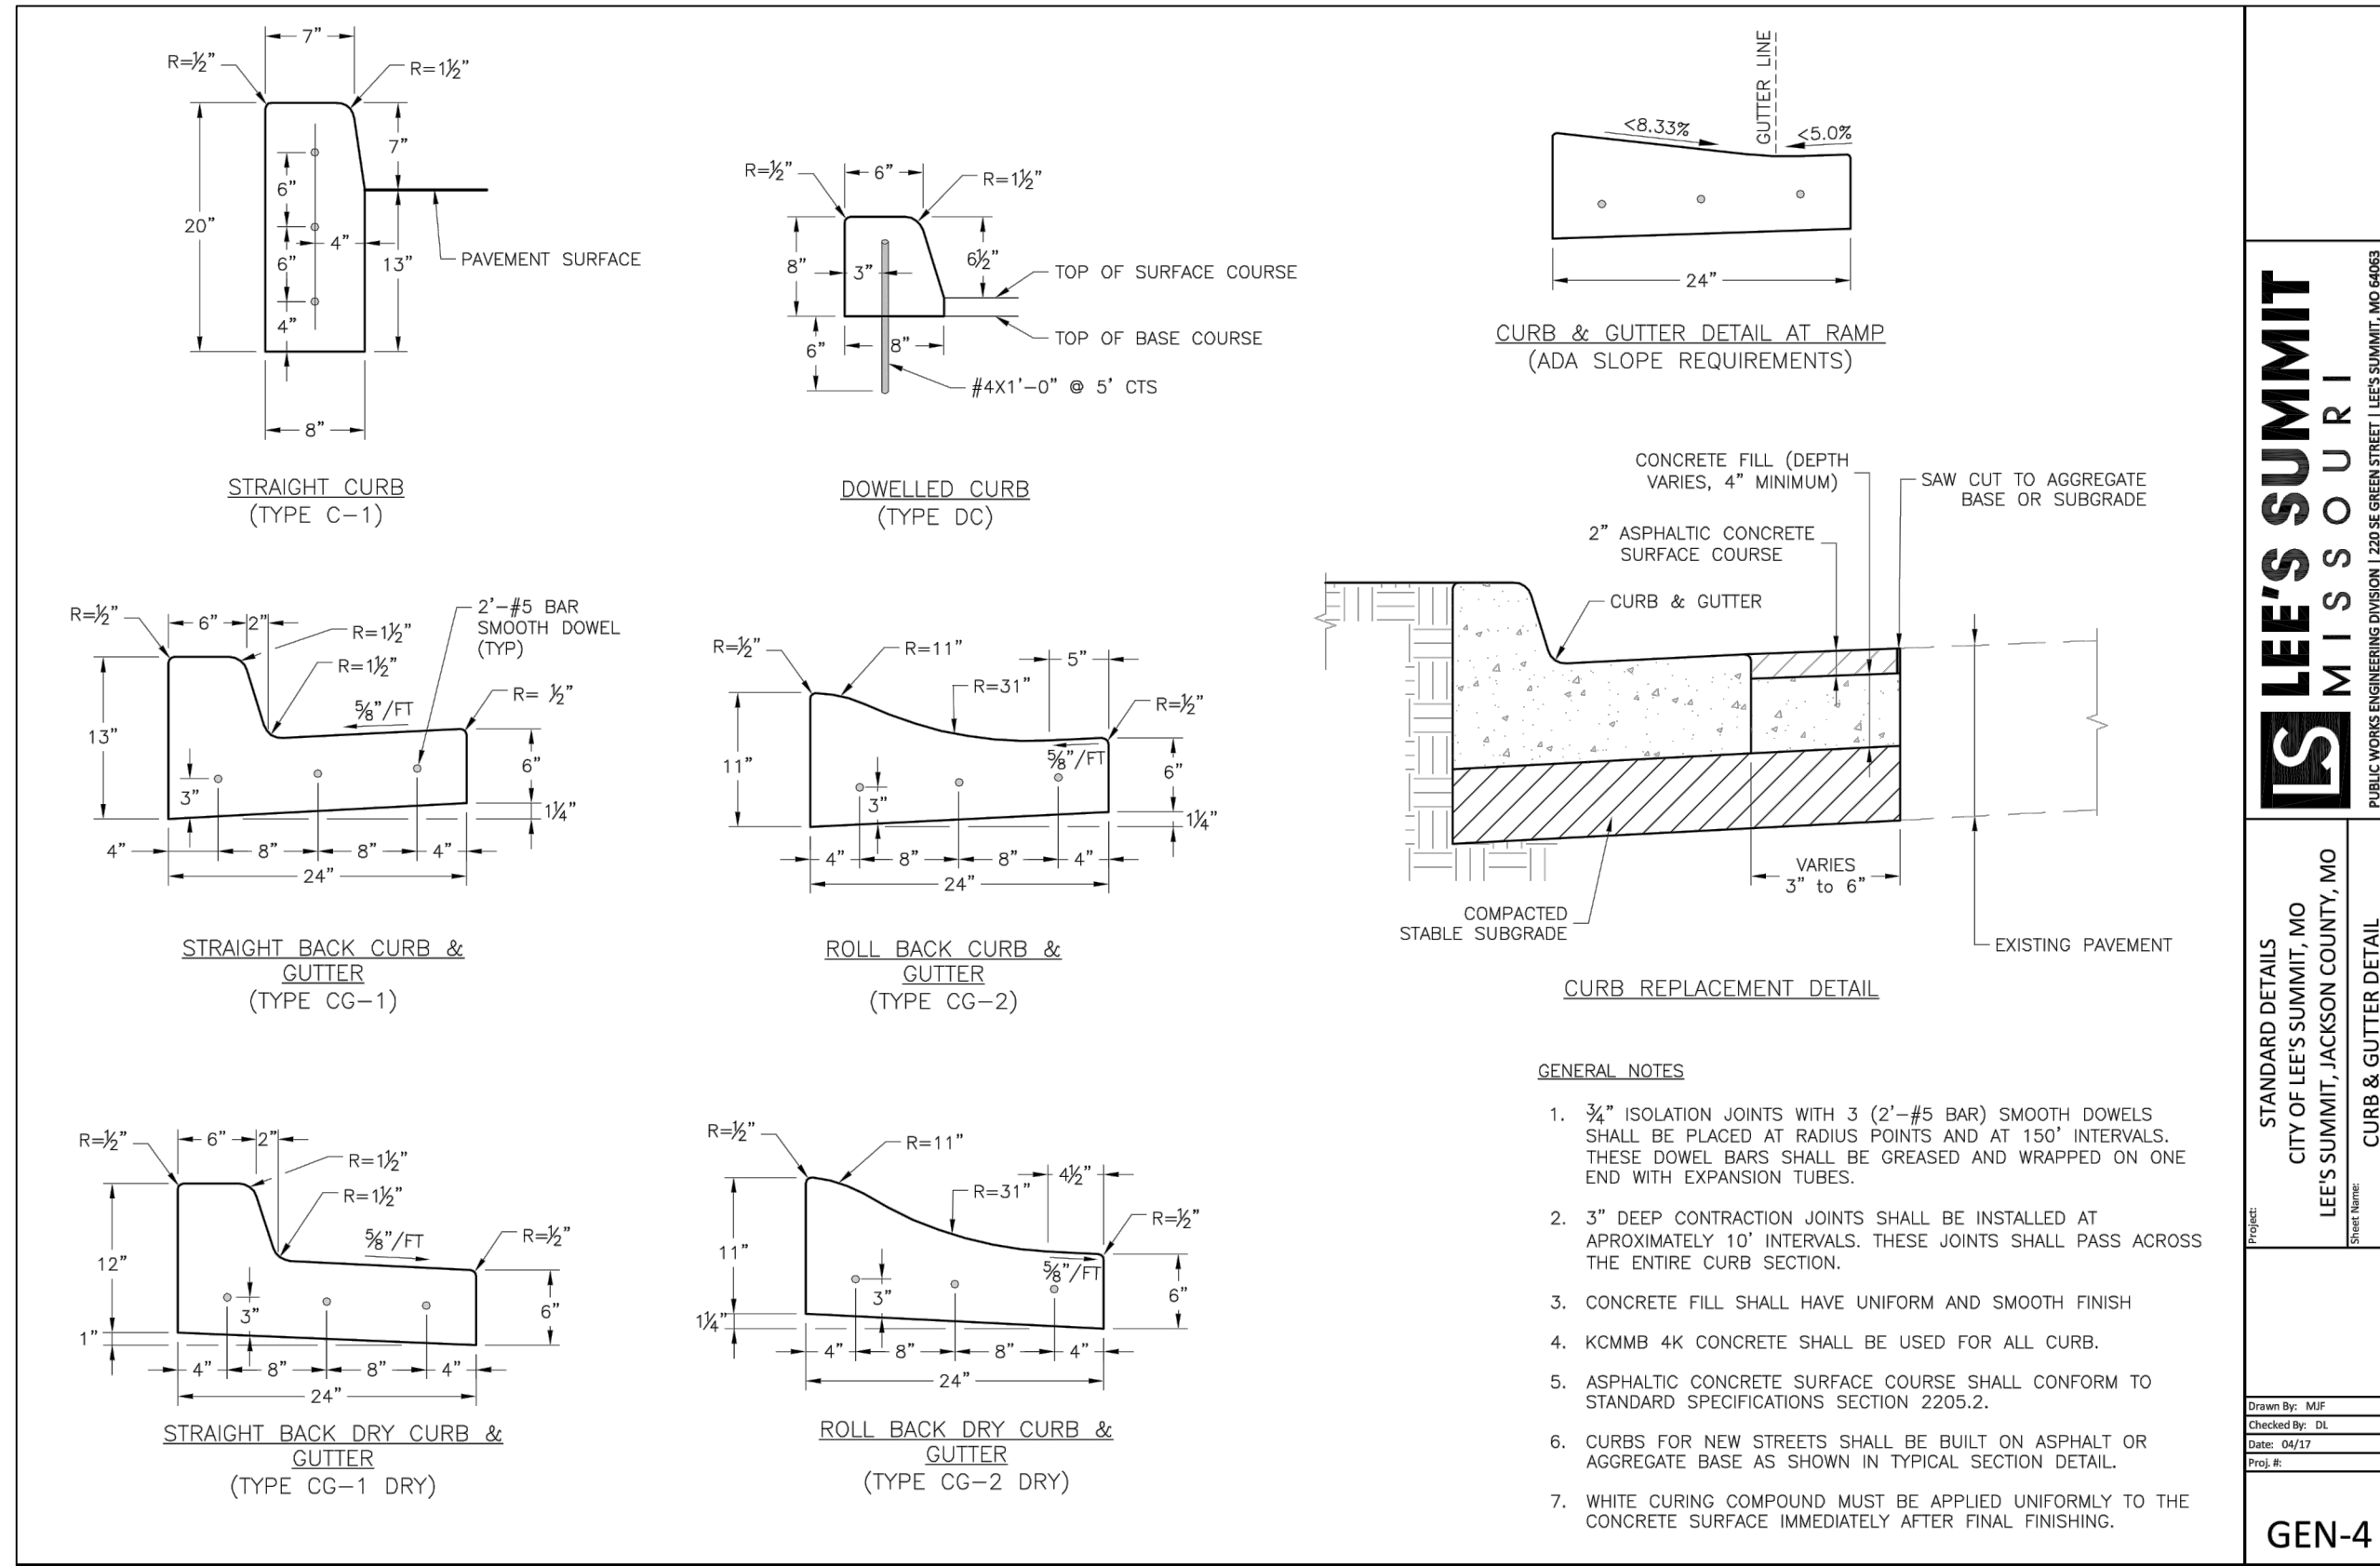 7"
R=½"
R=1½"
7"
6"
20"
4"
6"
13"
4"
PAVEMENT SURFACE
8"
STRAIGHT CURB
(TYPE C-1)
R=½"
6"
R=1½"
8"
3"
6½"
TOP OF SURFACE COURSE
TOP OF BASE COURSE
6"
8"
#4X1'-0" @ 5' CTS
DOWELLED CURB
(TYPE DC)
GUTTER LINE
<8.33%
<5.0%
24"
CURB & GUTTER DETAIL AT RAMP
(ADA SLOPE REQUIREMENTS)
R=½"
6"
2"
R=1½"
R=1½"
2'-#5 BAR
SMOOTH DOWEL
(TYP)
R= ½"
⅝"/FT
13"
3"
6"
1¼"
4"
8"
8"
4"
24"
STRAIGHT BACK CURB &
GUTTER
(TYPE CG-1)
R=½"
R=11"
R=31"
5"
R=½"
⅝"/FT
11"
3"
6"
1¼"
4"
8"
8"
4"
24"
ROLL BACK CURB &
GUTTER
(TYPE CG-2)
CONCRETE FILL (DEPTH
VARIES, 4" MINIMUM)
SAW CUT TO AGGREGATE
BASE OR SUBGRADE
2" ASPHALTIC CONCRETE
SURFACE COURSE
CURB & GUTTER
VARIES
3" to 6"
COMPACTED
STABLE SUBGRADE
EXISTING PAVEMENT
CURB REPLACEMENT DETAIL
R=½"
6"
2"
R=1½"
R=1½"
⅝"/FT
R=½"
12"
3"
6"
1"
4"
8"
8"
4"
24"
STRAIGHT BACK DRY CURB &
GUTTER
(TYPE CG-1 DRY)
R=½"
R=11"
R=31"
4½"
R=½"
⅝"/FT
11"
3"
6"
1¼"
4"
8"
8"
4"
24"
ROLL BACK DRY CURB &
GUTTER
(TYPE CG-2 DRY)
GENERAL NOTES
1. ¾" ISOLATION JOINTS WITH 3 (2'-#5 BAR) SMOOTH DOWELS
SHALL BE PLACED AT RADIUS POINTS AND AT 150' INTERVALS.
THESE DOWEL BARS SHALL BE GREASED AND WRAPPED ON ONE
END WITH EXPANSION TUBES.
2. 3" DEEP CONTRACTION JOINTS SHALL BE INSTALLED AT
APROXIMATELY 10' INTERVALS. THESE JOINTS SHALL PASS ACROSS
THE ENTIRE CURB SECTION.
3. CONCRETE FILL SHALL HAVE UNIFORM AND SMOOTH FINISH
4. KCMMB 4K CONCRETE SHALL BE USED FOR ALL CURB.
5. ASPHALTIC CONCRETE SURFACE COURSE SHALL CONFORM TO
STANDARD SPECIFICATIONS SECTION 2205.2.
6. CURBS FOR NEW STREETS SHALL BE BUILT ON ASPHALT OR
AGGREGATE BASE AS SHOWN IN TYPICAL SECTION DETAIL.
7. WHITE CURING COMPOUND MUST BE APPLIED UNIFORMLY TO THE
CONCRETE SURFACE IMMEDIATELY AFTER FINAL FINISHING.
LS
LEE'S SUMMIT
MISSOURI
PUBLIC WORKS ENGINEERING DIVISION | 220 SE GREEN STREET | LEE'S SUMMIT, MO 64063
Project:
STANDARD DETAILS
CITY OF LEE'S SUMMIT, MO
LEE'S SUMMIT, JACKSON COUNTY, MO
Sheet Name:
CURB & GUTTER DETAIL
Drawn By: MJF
Checked By: DL
Date: 04/17
Proj. #:
GEN-4